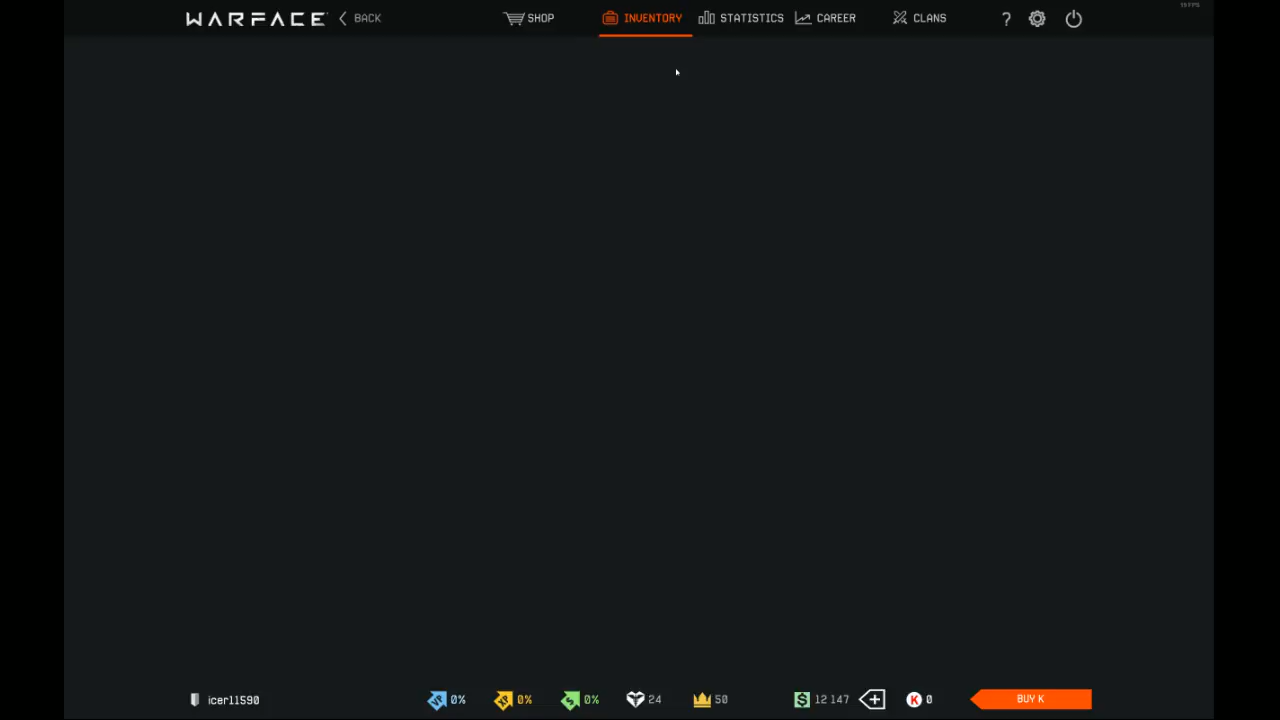 WARFACE
BACK
SHOP
INVENTORY
STATISTICS
CAREER
CLANS
?
icer11590
0%
0%
0%
24
50
12 147
K 0
BUY K